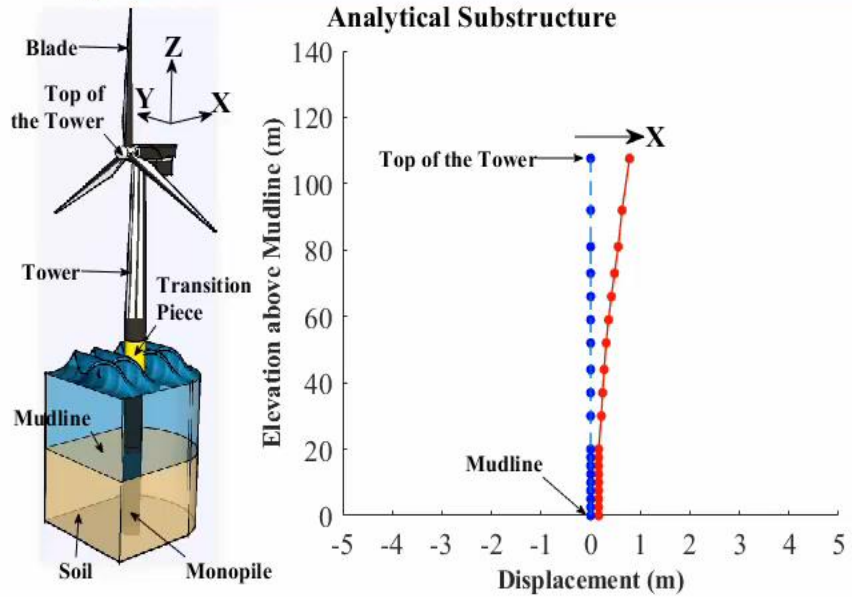 Analytical Substructure
Blade
Z
Top of
the Tower
Y
X
Tower
Transition
Piece
Mudline
Soil
Monopile
Elevation above Mudline (m)
140
120
100
80
60
40
20
0
X
Top of the Tower
Mudline
-5 -4 -3 -2 -1 0 1 2 3 4 5
Displacement (m)